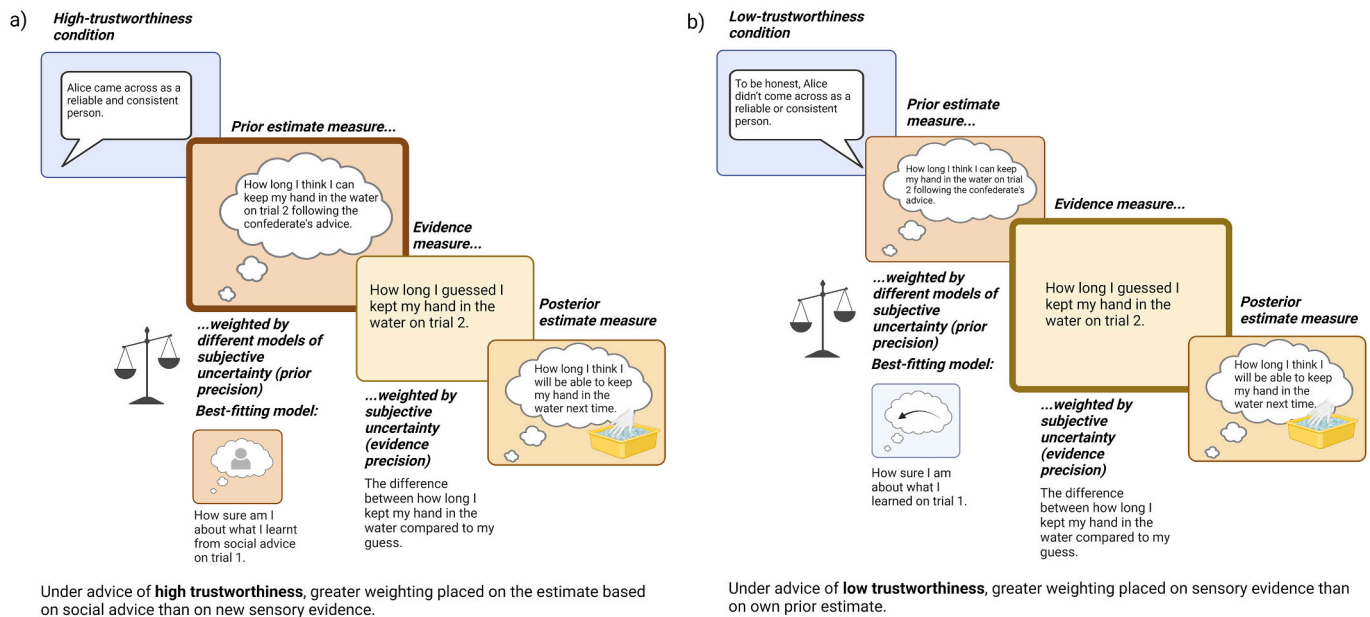 a)
High-trustworthiness
condition
Alice came across as a
reliable and consistent
person.
Prior estimate measure...
How long I think I can
keep my hand in the water
on trial 2 following the
confederate's advice.
Evidence
measure...
How long I guessed I
kept my hand in the
water on trial 2.
Posterior
estimate measure
How long I think I
will be able to keep
my hand in the
water next time.
...weighted by
different models of
subjective
uncertainty (prior
precision)
Best-fitting model:
How sure am I
about what I learnt
from social advice
on trial 1.
...weighted by
subjective
uncertainty
(evidence
precision)
The difference
between how long I
kept my hand in the
water compared to my
guess.
Under advice of high trustworthiness, greater weighting placed on the estimate based
on social advice than on new sensory evidence.
b)
Low-trustworthiness
condition
To be honest, Alice
didn't come across as a
reliable or consistent
person.
Prior estimate
measure...
How long I think I can keep
my hand in the water on trial
2 following the confederate's
advice.
Evidence measure...
How long I guessed I
kept my hand in the
water on trial 2.
Posterior
estimate measure
How long I think I
will be able to keep
my hand in the
water next time.
...weighted by
different models of
subjective
uncertainty (prior
precision)
Best-fitting model:
How sure I am
about what I
learned on trial 1.
...weighted by
subjective
uncertainty
(evidence
precision)
The difference
between how long I
kept my hand in the
water compared to my
guess.
Under advice of low trustworthiness, greater weighting placed on sensory evidence than
on own prior estimate.